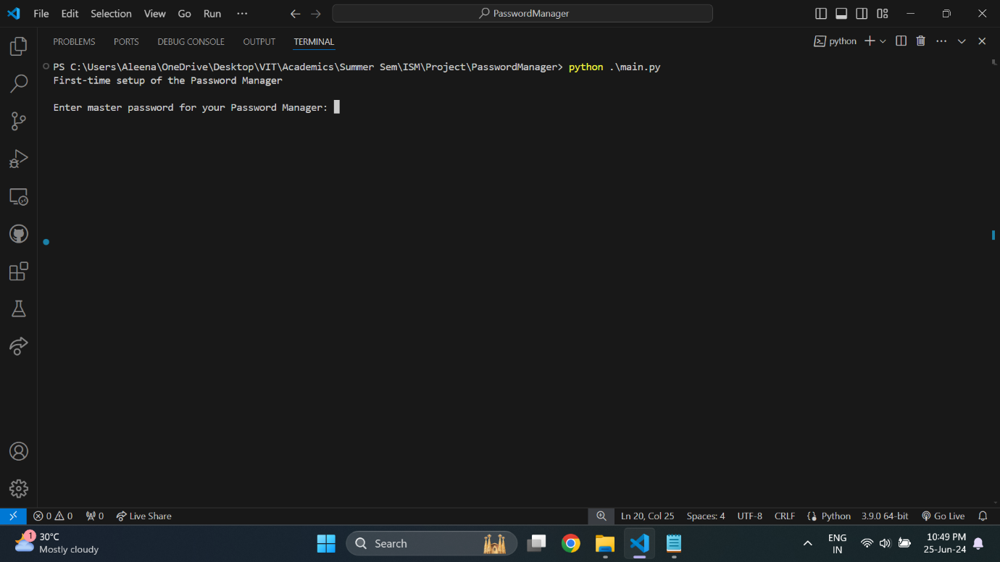 File Edit Selection View Go Run ··· PasswordManager
PROBLEMS PORTS DEBUG CONSOLE OUTPUT TERMINAL python
PS C:\Users\Aleena\OneDrive\Desktop\VIT\Academics\Summer Sem\ISM\Project\PasswordManager> python .\main.py
First-time setup of the Password Manager
Enter master password for your Password Manager:
0 0 0 Live Share Ln 20, Col 25 Spaces: 4 UTF-8 CRLF Python 3.9.0 64-bit Go Live
1
30°C
Mostly cloudy
Search
ENG
IN
10:49 PM
25-Jun-24